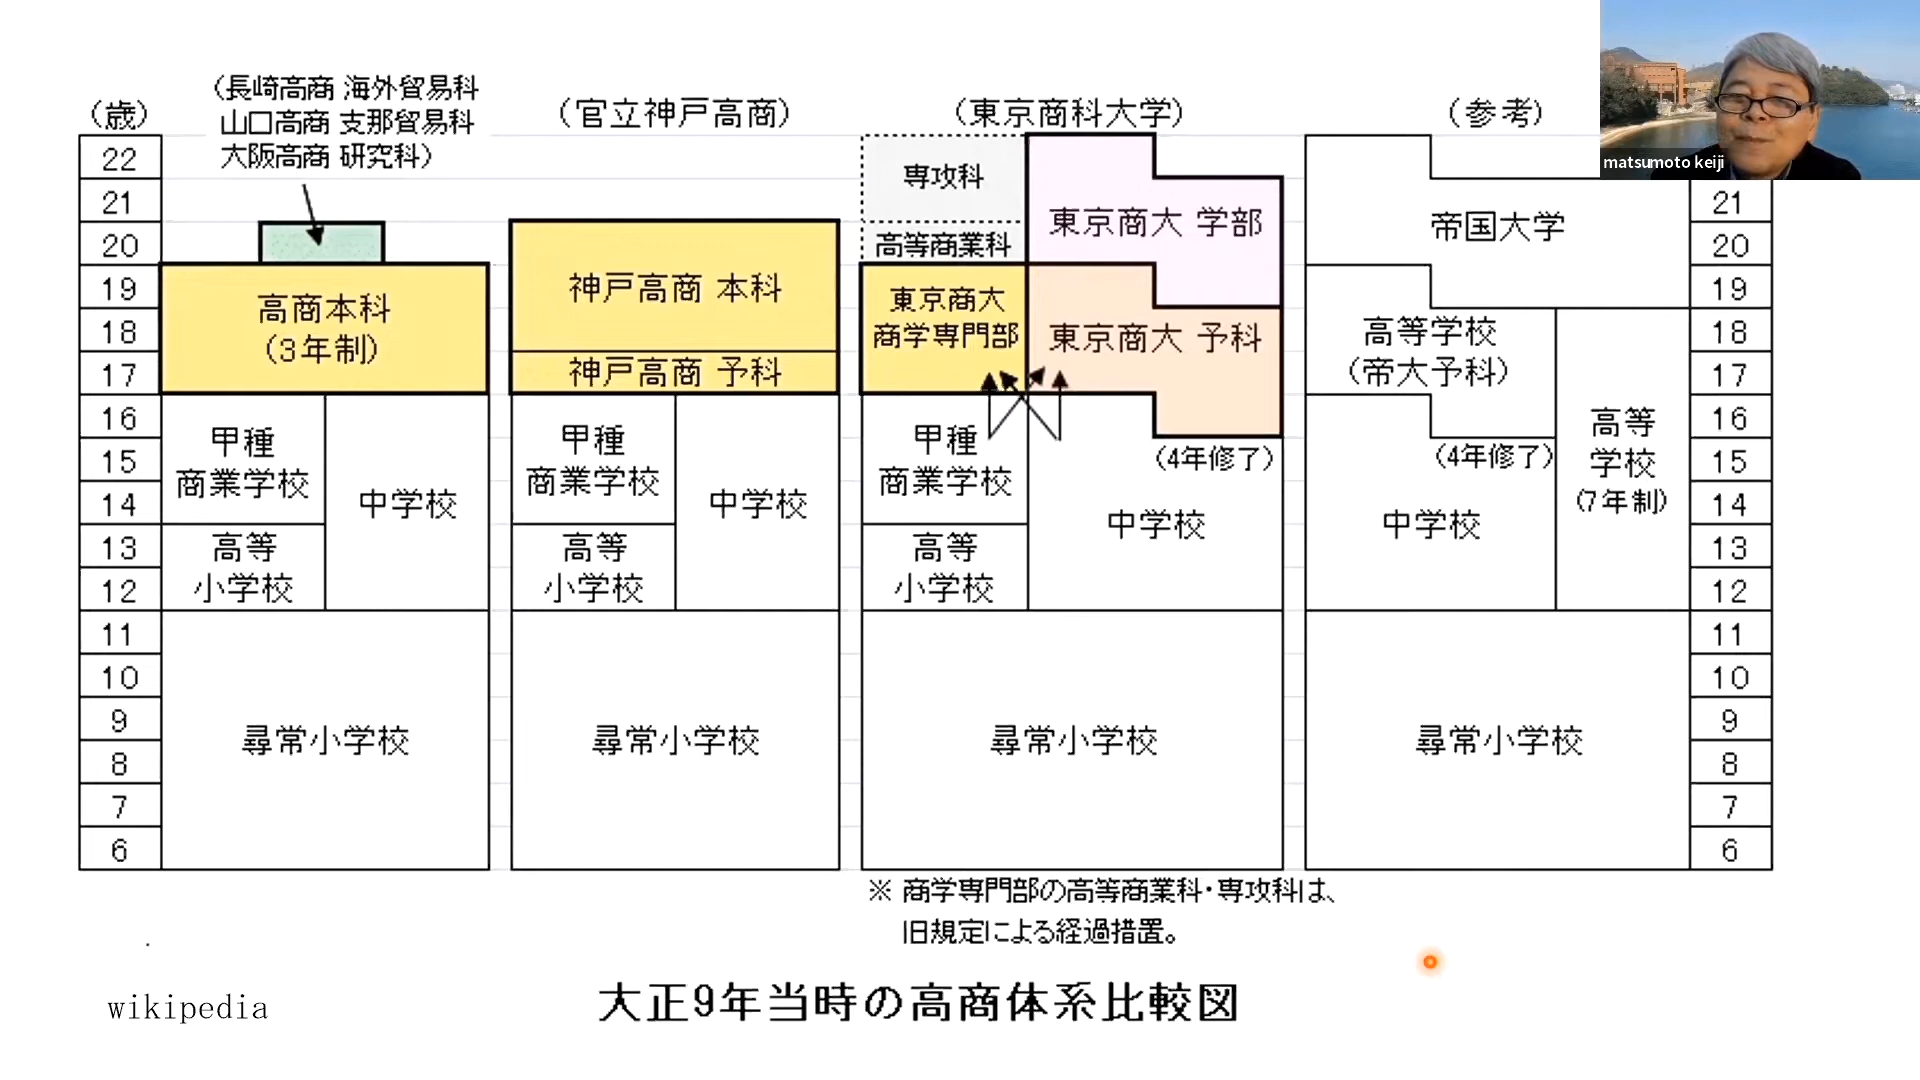 (歳)
(長崎高商 海外貿易科
山口高商 支那貿易科
大阪高商 研究科)
(官立神戸高商)
(東京商科大学)
(参考)
matsumoto keiji
22
21
20
19
18
17
16
15
14
13
12
11
10
9
8
7
6
高商本科
(3年制)
甲種
商業学校
中学校
高等
小学校
尋常小学校
神戸高商 本科
神戸高商 予科
甲種
商業学校
中学校
高等
小学校
尋常小学校
専攻科
高等商業科
東京商大
商学専門部
東京商大 学部
東京商大 予科
甲種
商業学校
(4年修了)
中学校
高等
小学校
尋常小学校
帝国大学
高等学校
(帝大予科)
(4年修了)
中学校
高等
学校
(7年制)
尋常小学校
21
20
19
18
17
16
15
14
13
12
11
10
9
8
7
6
※ 商学専門部の高等商業科・専攻科は、
旧規定による経過措置。
wikipedia
大正9年当時の高商体系比較図